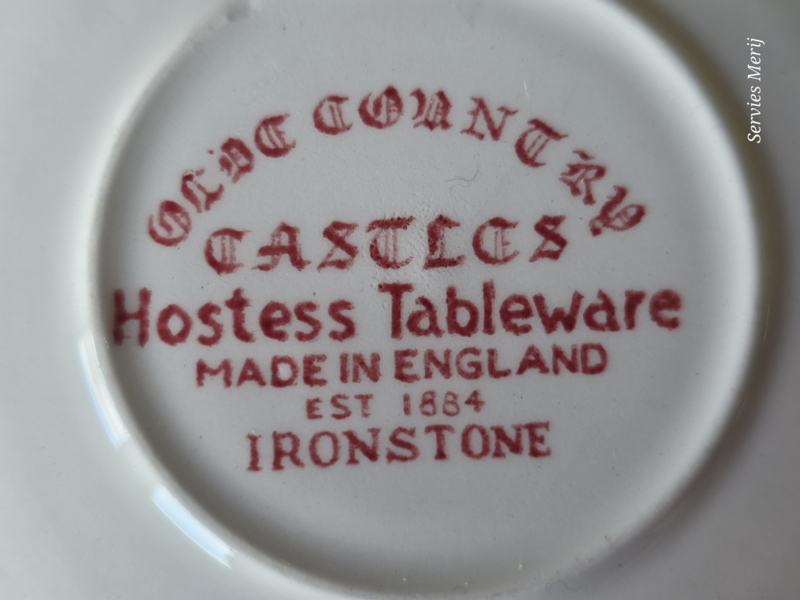 OLDE COUNTRY
CASTLES
Hostess Tableware
MADE IN ENGLAND
EST 1884
IRONSTONE
Servies Merij